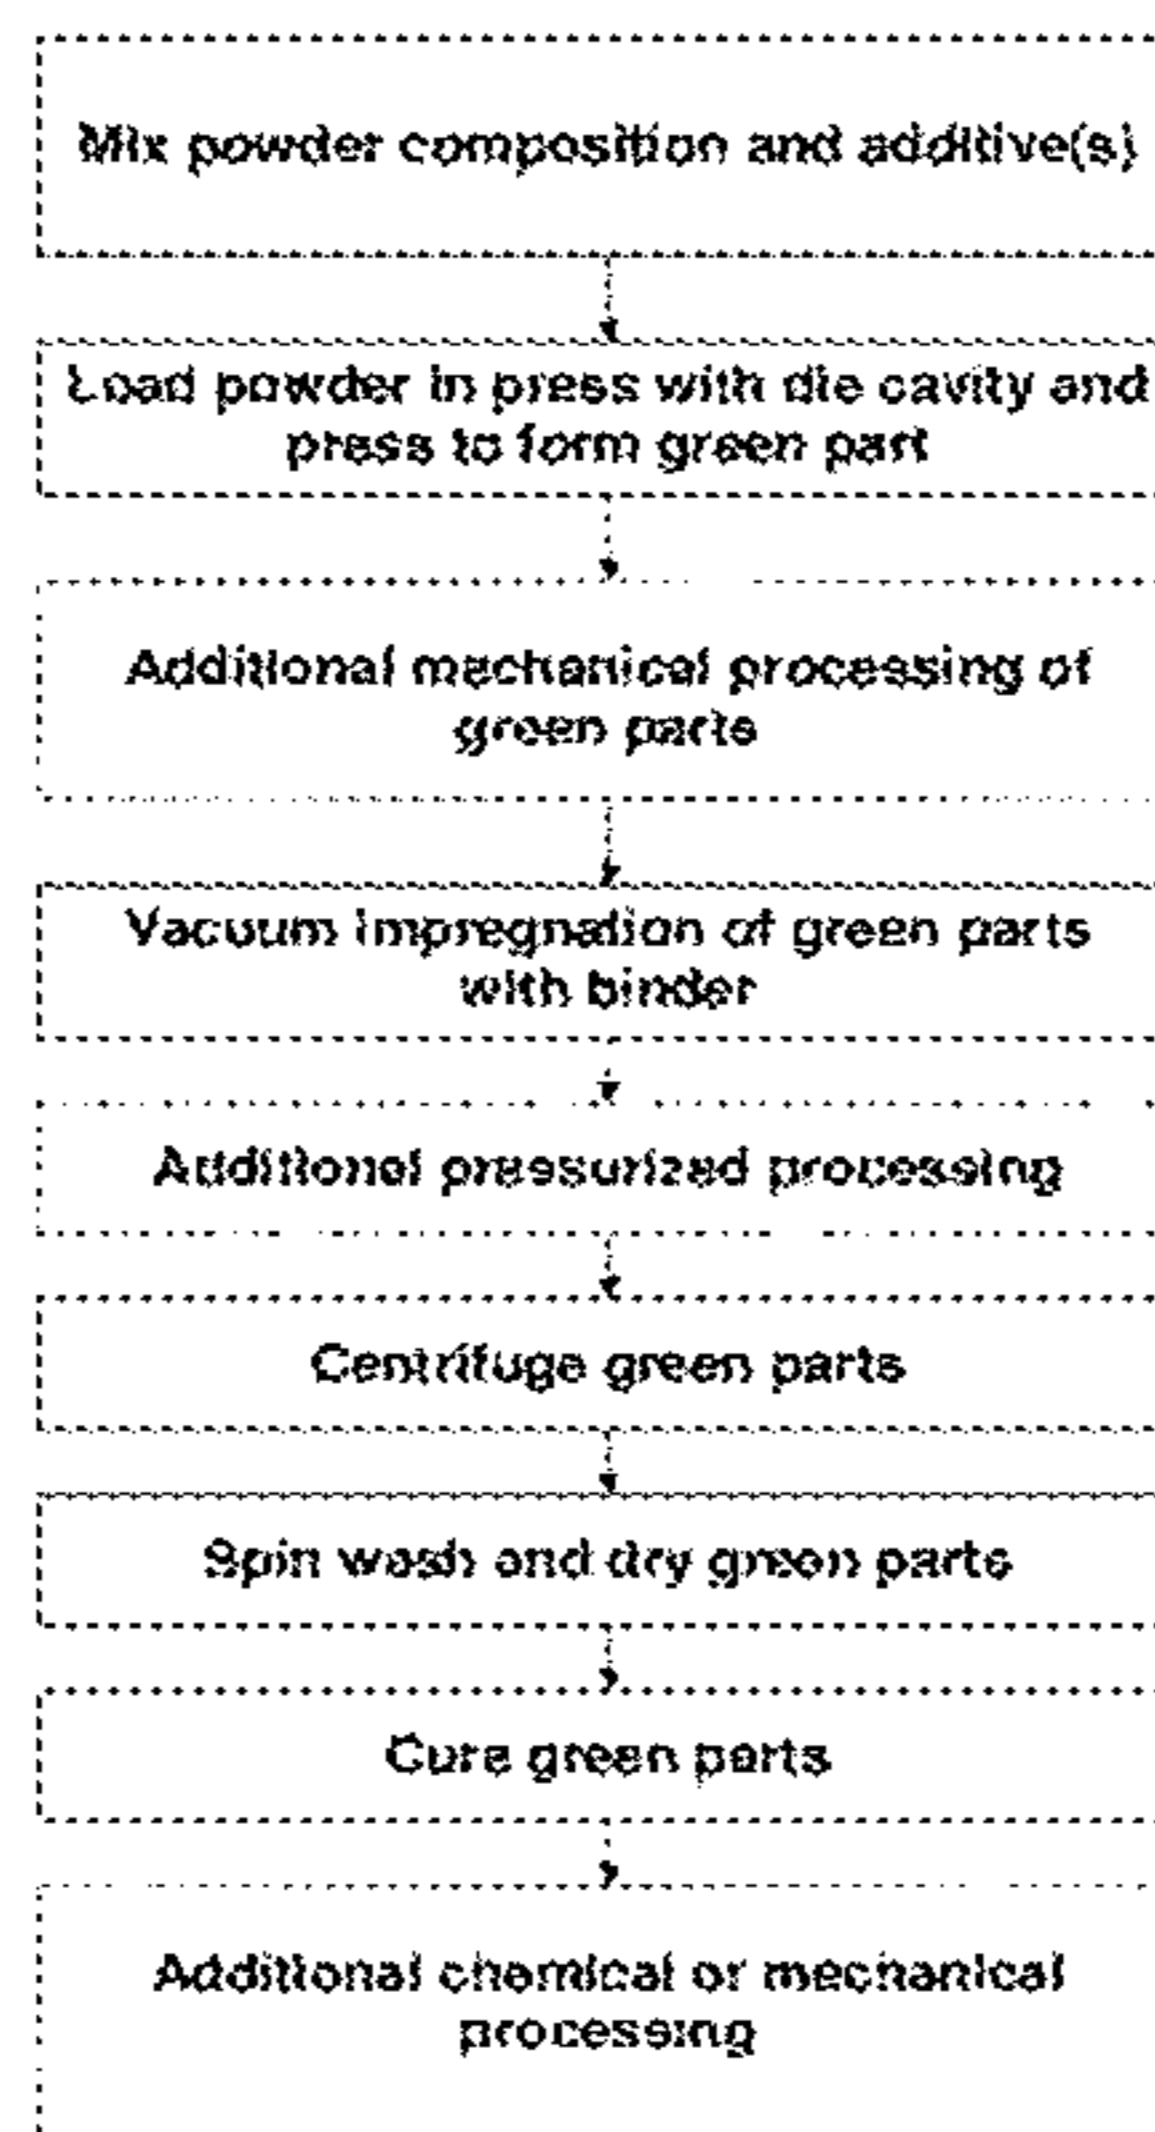 Mix powder composition and additive(s)
Load powder in press with die cavity and
press to form green part
Additional mechanical processing of
green parts
Vacuum impregnation of green parts
with binder
Additional pressurized processing
Centrifuge green parts
Spin wash and dry green parts
Cure green parts
Additional chemical or mechanical
processing